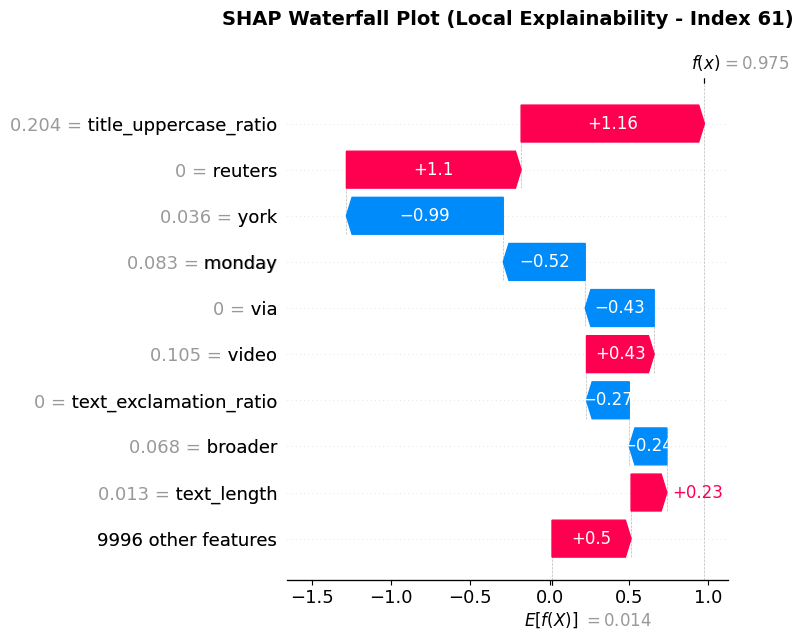 SHAP Waterfall Plot (Local Explainability - Index 61)
f(x) = 0.975
0.204 = title_uppercase_ratio
+1.16
0 = reuters
+1.1
0.036 = york
−0.99
0.083 = monday
−0.52
0 = via
−0.43
0.105 = video
+0.43
0 = text_exclamation_ratio
−0.27
0.068 = broader
−0.24
0.013 = text_length
+0.23
9996 other features
+0.5
−1.5 −1.0 −0.5 0.0 0.5 1.0
E[f(X)] = 0.014